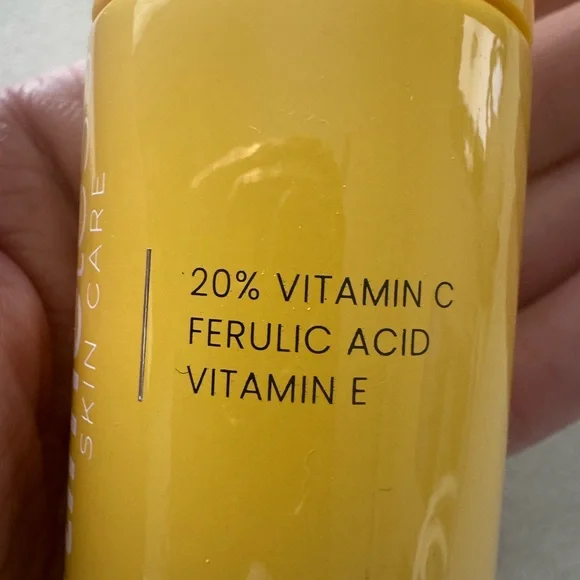 SKIN CARE
20% VITAMIN C
FERULIC ACID
VITAMIN E